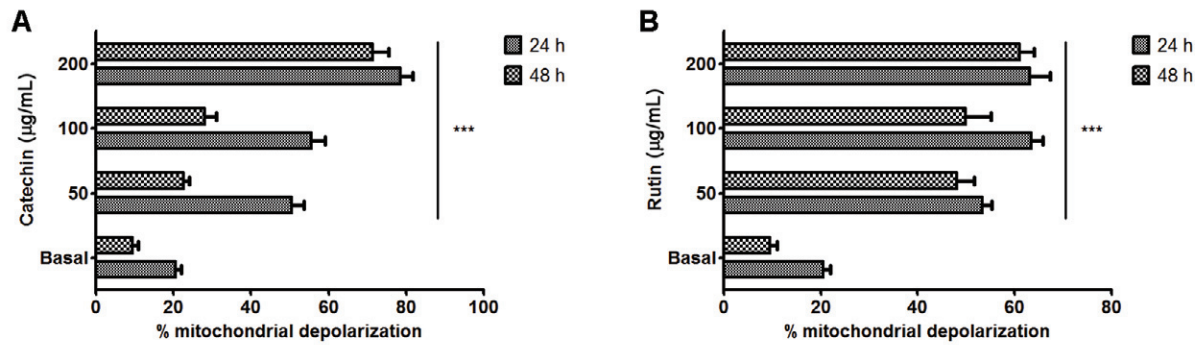 A
Catechin (µg/mL)
200
100
50
Basal
0 20 40 60 80 100
% mitochondrial depolarization
***
24 h
48 h
B
Rutin (µg/mL)
200
100
50
Basal
0 20 40 60 80
% mitochondrial depolarization
***
24 h
48 h